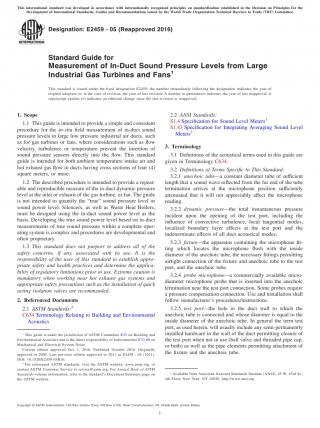 This international standard was developed in accordance with internationally recognized principles on standardization established in the Decision on Principles for the
Development of International Standards, Guides and Recommendations issued by the World Trade Organization Technical Barriers to Trade (TBT) Committee.
Designation: E2459 − 05 (Reapproved 2016)
Standard Guide for
Measurement of In-Duct Sound Pressure Levels from Large
Industrial Gas Turbines and Fans1
This standard is issued under the fixed designation E2459; the number immediately following the designation indicates the year of
original adoption or, in the case of revision, the year of last revision. A number in parentheses indicates the year of last reapproval. A
superscript epsilon (ε) indicates an editorial change since the last revision or reapproval.
1. Scope
1.1 This guide is intended to provide a simple and consistent
procedure for the in-situ field measurement of in-duct sound
pressure levels in large low pressure industrial air ducts, such
as for gas turbines or fans, where considerations such as flow
velocity, turbulence or temperature prevent the insertion of
sound pressure sensors directly into the flow. This standard
guide is intended for both ambient temperature intake air and
hot exhaust gas flow in ducts having cross sections of four (4)
square meters, or more.
1.2 The described procedure is intended to provide a repeat-
able and reproducible measure of the in-duct dynamic pressure
level at the inlet or exhaust of the gas turbine, or fan. The guide
is not intended to quantify the "true" sound pressure level or
sound power level. Silencers, as well as Waste Heat Boilers,
must be designed using the in-duct sound power level as the
basis. Developing the true sound power level based on in-duct
measurements of true sound pressure within a complete oper-
ating system is complex and procedures are developmental and
often proprietary.
1.3 This standard does not purport to address all of the
safety concerns, if any, associated with its use. It is the
responsibility of the user of this standard to establish appro-
priate safety and health practices and determine the applica-
bility of regulatory limitations prior to use. Extreme caution is
mandatory when working near hot exhaust gas systems and
appropriate safety precautions such as the installation of quick
acting isolation valves are recommended.
2. Referenced Documents
2.1 ASTM Standards:2
C634 Terminology Relating to Building and Environmental
Acoustics
1 This guide is under the jurisdiction of ASTM Committee E33 on Building and
Environmental Acoustics and is the direct responsibility of Subcommittee E33.08 on
Mechanical and Electrical System Noise.
Current edition approved Oct. 1, 2016. Published October 2016. Originally
approved in 2005. Last previous edition approved in 2011 as E2459 – 05 (2011).
DOI: 10.1520/E2459-05R16.
2 For referenced ASTM standards, visit the ASTM website, www.astm.org, or
contact ASTM Customer Service at service@astm.org. For Annual Book of ASTM
Standards volume information, refer to the standard's Document Summary page on
the ASTM website.
2.2 ANSI Standards:3
S1.4 Specification for Sound Level Meters
S1.43 Specification for Integrating Averaging Sound Level
Meters
3. Terminology
3.1 Definitions of the acoustical terms used in this guide are
given in Terminology C634.
3.2 Definitions of Terms Specific to This Standard:
3.2.1 anechoic tube—a constant diameter tube of sufficient
length that a sound wave reflected from the far end of the tube
termination arrives at the microphone position sufficiently
attenuated that it will not appreciably affect the microphone
reading.
3.2.2 dynamic pressure—the total instantaneous pressure
incident upon the opening of the test port, including the
influence of convective turbulence, local tangential modes,
localized boundary layer effects at the test port and the
indeterminate effects of all duct acoustical modes.
3.2.3 fixture—the apparatus containing the microphone fit-
ting which locates the microphone flush with the inside
diameter of the anechoic tube, the necessary fittings permitting
airtight connection of the fixture and anechoic tube to the test
port, and the anechoic tube.
3.2.4 probe microphone—a commercially available micro-
diameter microphone probe that is inserted into the anechoic
termination near the test port connection. Some probes require
a pressure compensation connection. Use and installation shall
follow manufacturer's procedures/instructions.
3.2.5 test port—the hole in the duct wall to which the
anechoic tube is connected and whose diameter is equal to the
inside diameter of the anechoic tube. In general the term test
port, as used herein, will usually include any semi-permanently
installed hardware in the wall of the duct permitting closure of
the test port when not in use (ball valve and threaded pipe cap,
or both) as well as the pipe elements permitting attachment of
the fixture and the anechoic tube.
3 Available from American National Standards Institute (ANSI), 25 W. 43rd St.,
4th Floor, New York, NY 10036, http://www.ansi.org.
Copyright © ASTM International, 100 Barr Harbor Drive, PO Box C700, West Conshohocken, PA 19428-2959. United States
1